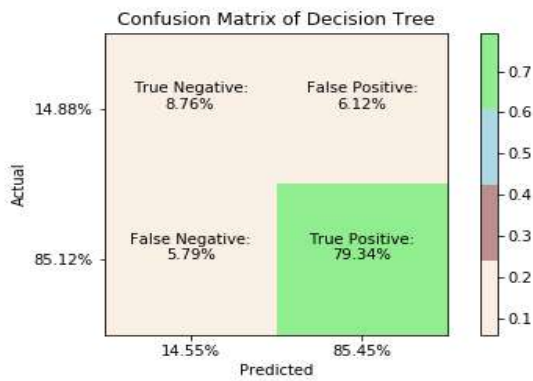 Confusion Matrix of Decision Tree
True Negative:
8.76%
False Positive:
6.12%
14.88%
Actual
False Negative:
5.79%
True Positive:
79.34%
85.12%
14.55%
85.45%
Predicted
0.7
0.6
0.5
0.4
0.3
0.2
0.1